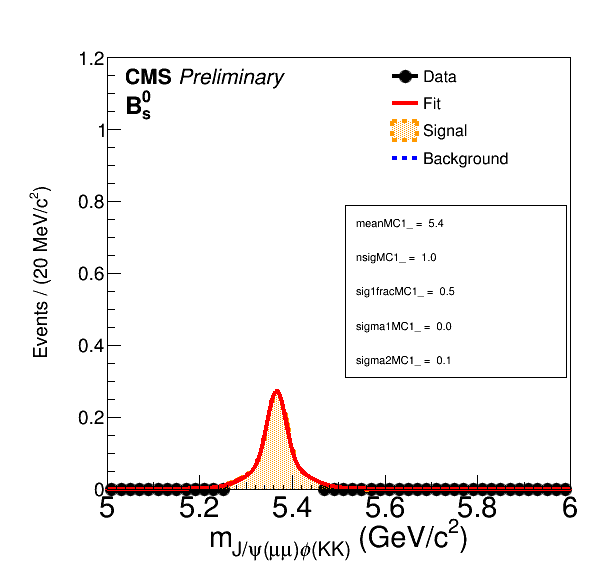 CMS Preliminary
B⁰ₛ
Data
Fit
Signal
Background
meanMC1_ = 5.4
nsigMC1_ = 1.0
sig1fracMC1_ = 0.5
sigma1MC1_ = 0.0
sigma2MC1_ = 0.1
Events / (20 MeV/c²)
1.2
1
0.8
0.6
0.4
0.2
0
5 5.2 5.4 5.6 5.8 6
m_J/ψ(μμ)ϕ(KK) (GeV/c²)